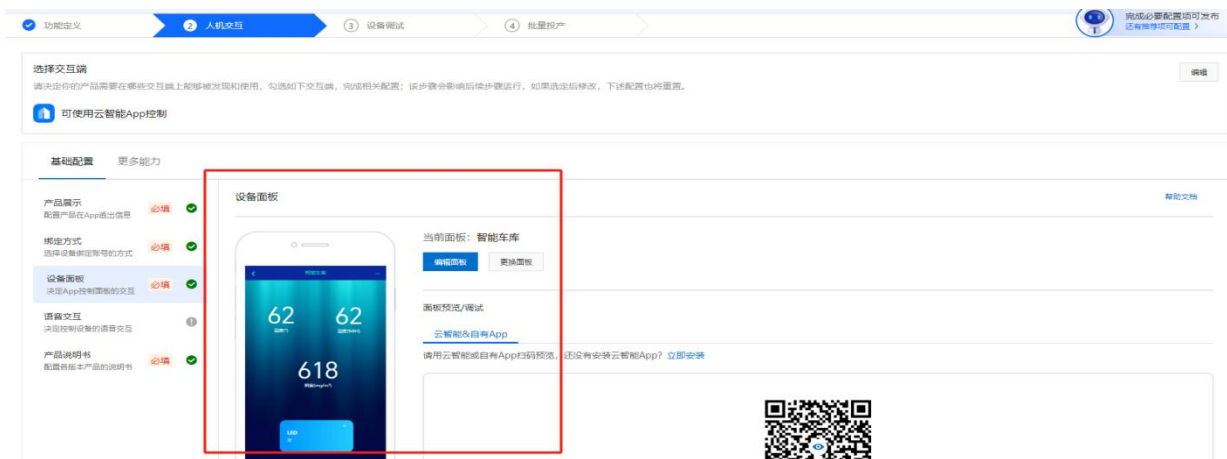 功能定义
2 人机交互
3 设备调试
4 批量投产
完成必要配置项可发布
还有推荐项可配置 >
选择交互端
编辑
请决定你的产品需要在哪些交互端上能够被发现和使用，勾选如下交互端，完成相关配置；该步骤会影响后续步骤运行，如果选定后修改，下述配置也将重置。
可使用云智能App控制
基础配置 更多能力
产品展示
配置产品在App透出信息
必填
绑定方式
选择设备绑定账号的方式
必填
设备面板
决定App控制面板的交互
必填
语音交互
决定控制设备的语音交互
产品说明书
配置各版本产品的说明书
必填
设备面板
帮助文档
智能车库
62 62
618
LED
当前面板：智能车库
编辑面板 更换面板
面板预览/调试
云智能&自有App
请用云智能或自有App扫码预览，还没有安装云智能App？立即安装